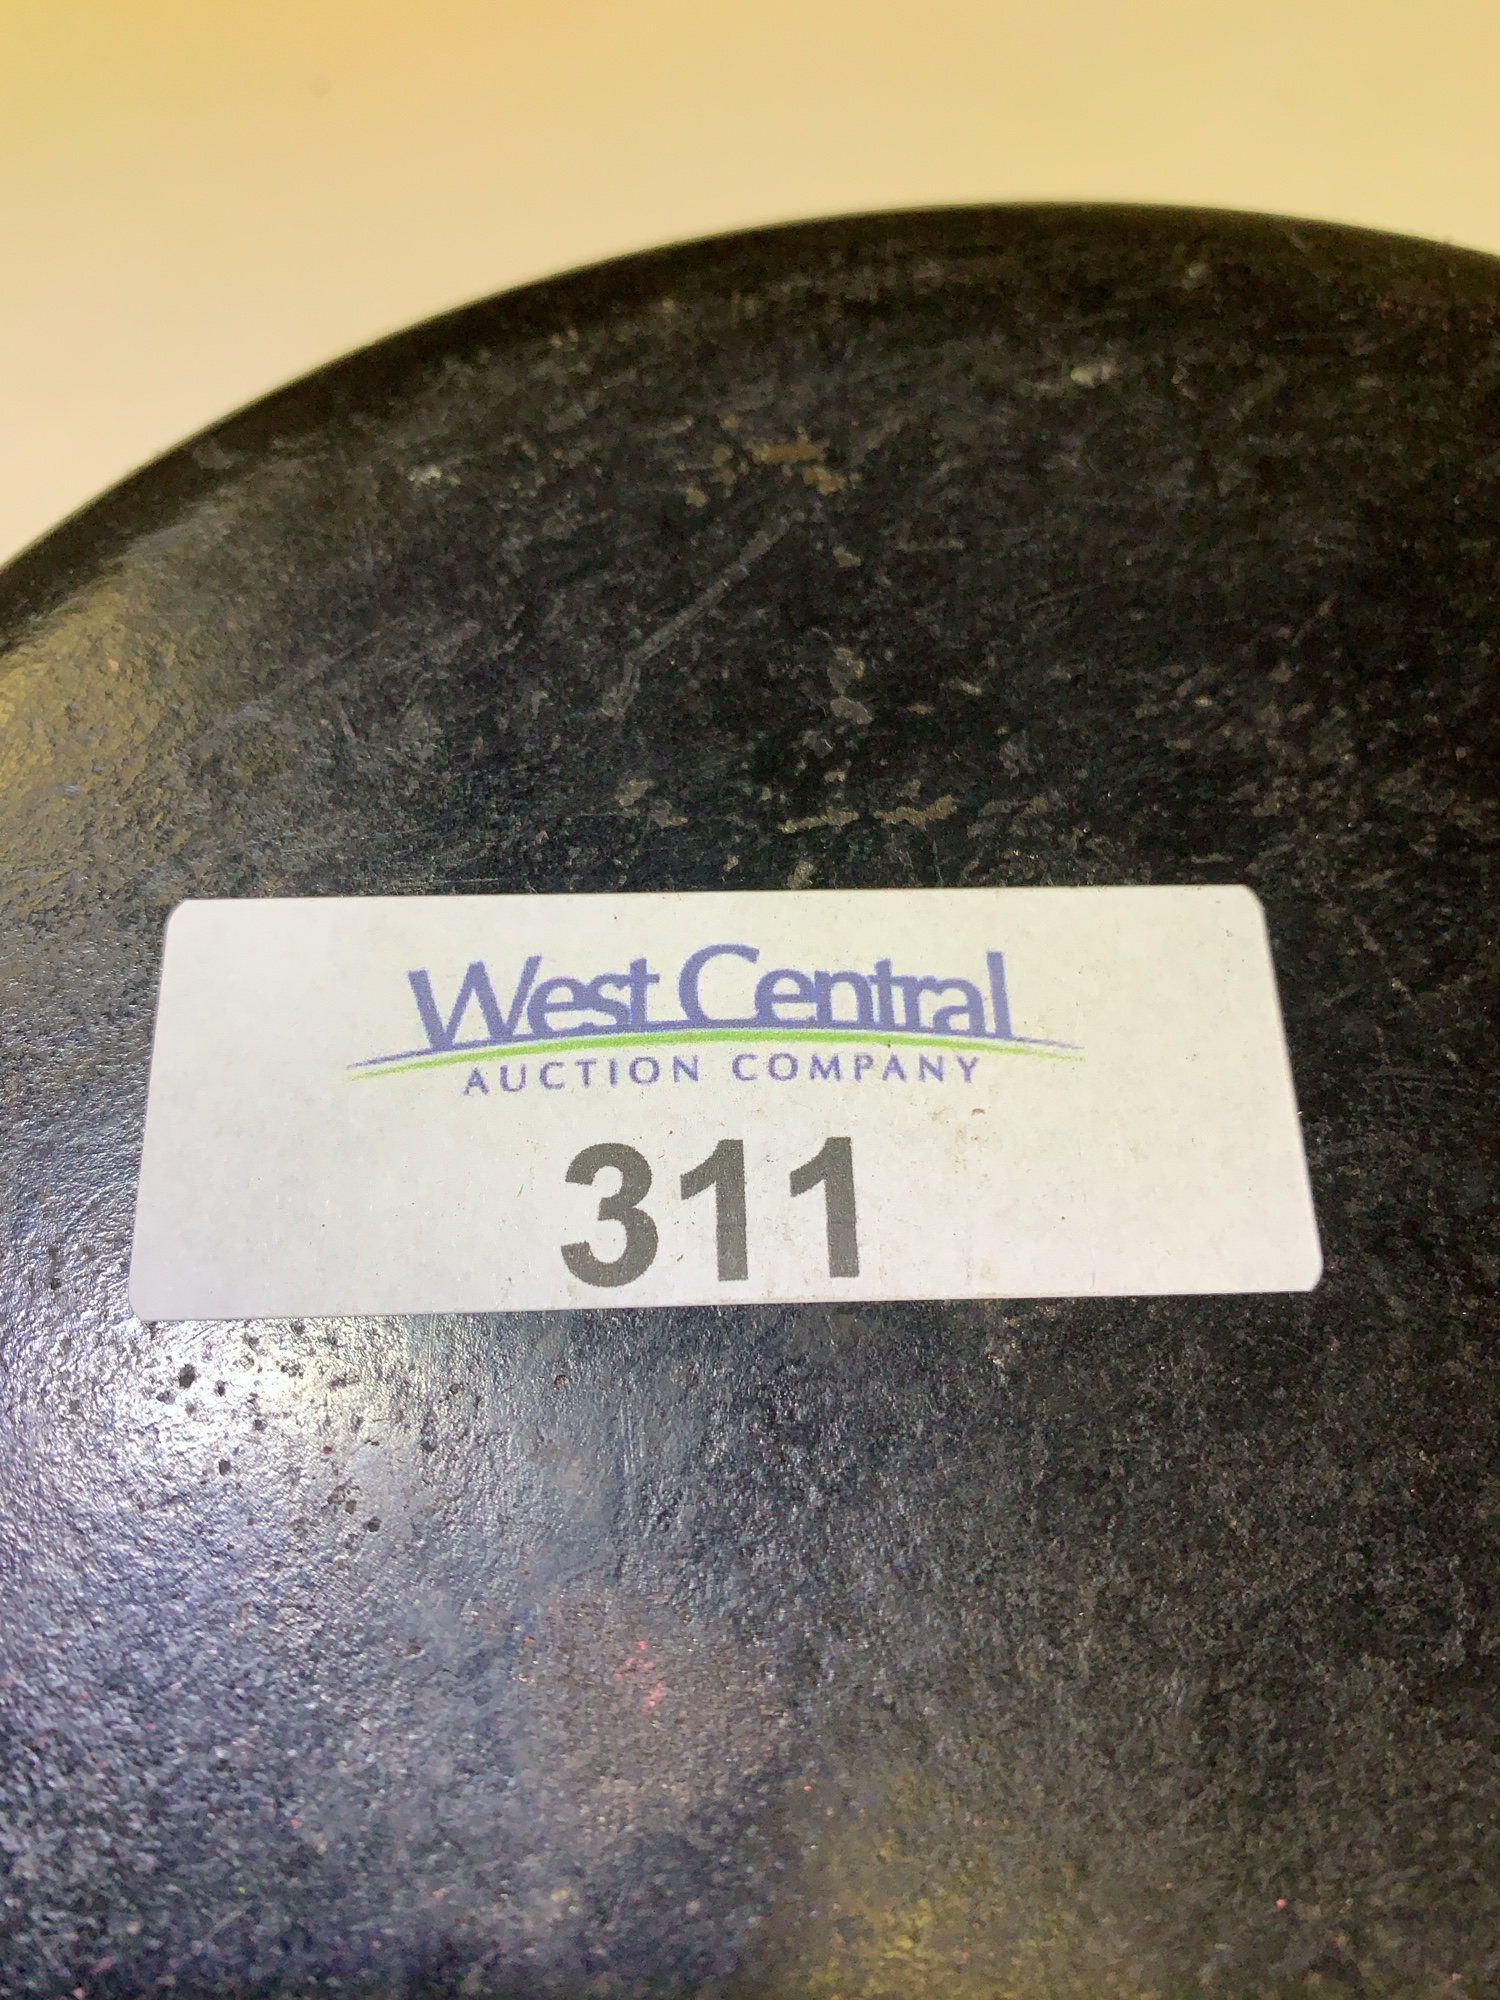 West Central
AUCTION COMPANY
311